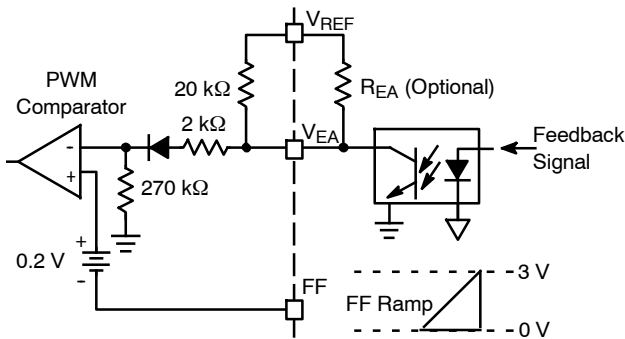 V_REF
PWM
Comparator
20 kΩ
R_EA (Optional)
2 kΩ
V_EA
Feedback
Signal
-
+
270 kΩ
+
0.2 V
-
FF
FF Ramp
3 V
0 V